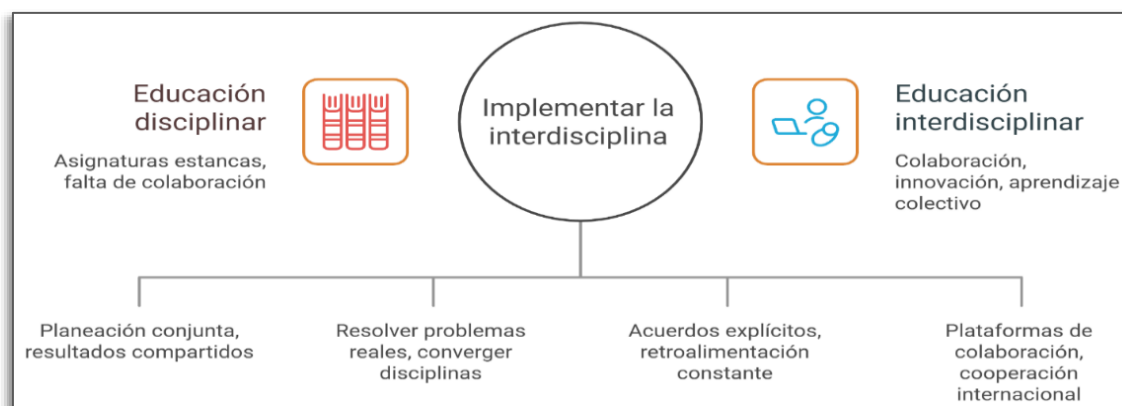 Educación
disciplinar
Asignaturas estancas,
falta de colaboración
Implementar la
interdisciplina
Educación
interdisciplinar
Colaboración,
innovación, aprendizaje
colectivo
Planeación conjunta,
resultados compartidos
Resolver problemas
reales, converger
disciplinas
Acuerdos explícitos,
retroalimentación
constante
Plataformas de
colaboración,
cooperación
internacional